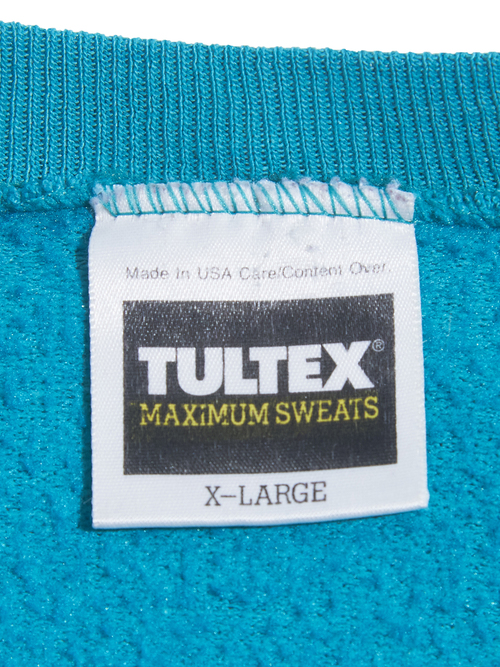 Made In USA Care/Content Over
TULTEX®
MAXIMUM SWEATS
X-LARGE